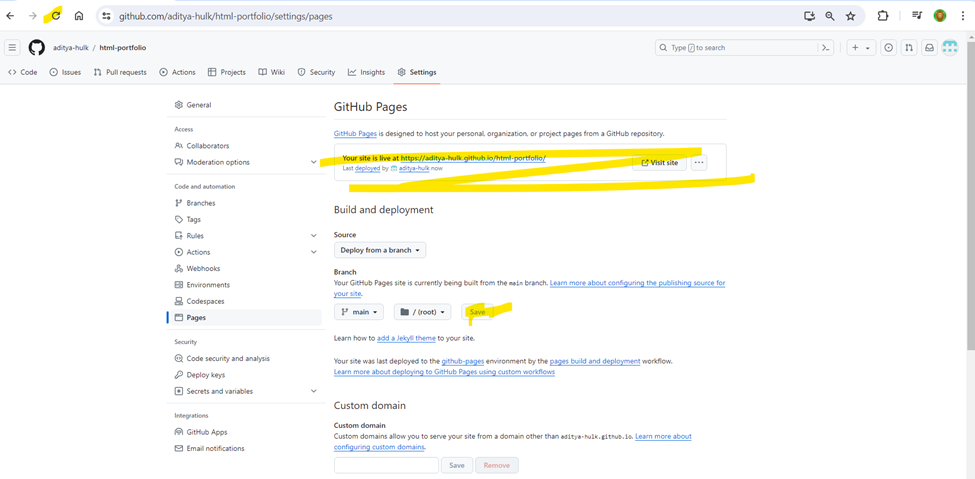 github.com/aditya-hulk/html-portfolio/settings/pages
aditya-hulk / html-portfolio
Type / to search
Code Issues Pull requests Actions Projects Wiki Security Insights Settings
General
Access
Collaborators
Moderation options
Code and automation
Branches
Tags
Rules
Actions
Webhooks
Environments
Codespaces
Pages
Security
Code security and analysis
Deploy keys
Secrets and variables
Integrations
GitHub Apps
Email notifications
GitHub Pages
GitHub Pages is designed to host your personal, organization, or project pages from a GitHub repository.
Your site is live at https://aditya-hulk.github.io/html-portfolio/
Last deployed by aditya-hulk now
Visit site
Build and deployment
Source
Deploy from a branch
Branch
Your GitHub Pages site is currently being built from the main branch. Learn more about configuring the publishing source for
your site.
main / (root) Save
Learn how to add a Jekyll theme to your site.
Your site was last deployed to the github-pages environment by the pages build and deployment workflow.
Learn more about deploying to GitHub Pages using custom workflows
Custom domain
Custom domain
Custom domains allow you to serve your site from a domain other than aditya-hulk.github.io. Learn more about
configuring custom domains.
Save Remove